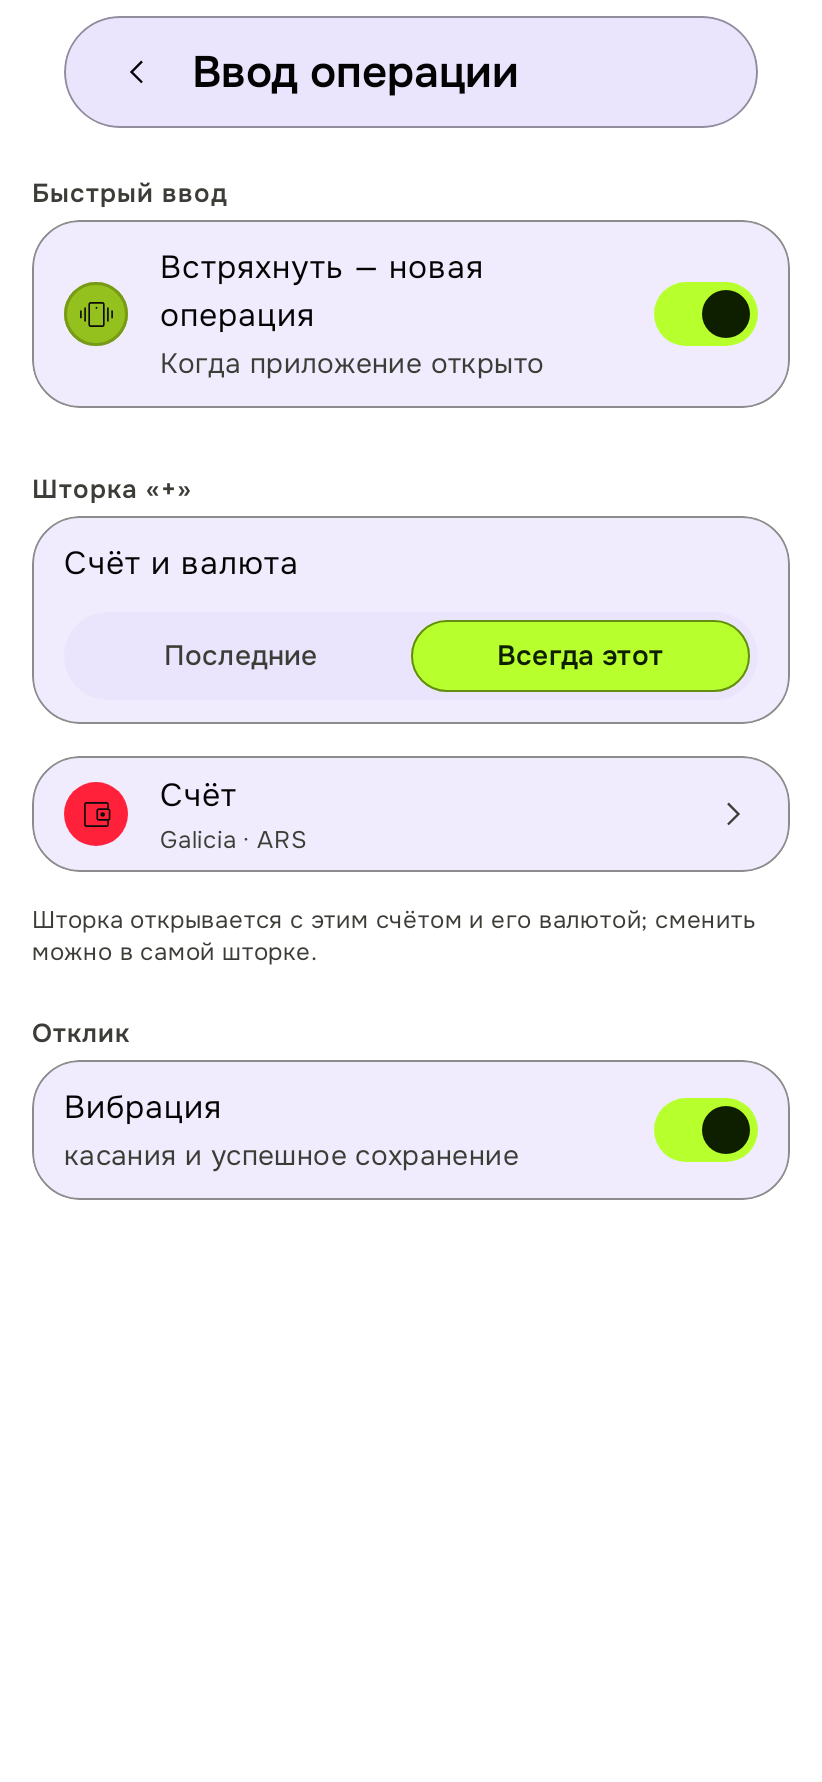 Ввод операции
Быстрый ввод
Встряхнуть — новая
операция
Когда приложение открыто
Шторка «+»
Счёт и валюта
Последние
Всегда этот
Счёт
Galicia · ARS
Шторка открывается с этим счётом и его валютой; сменить
можно в самой шторке.
Отклик
Вибрация
касания и успешное сохранение